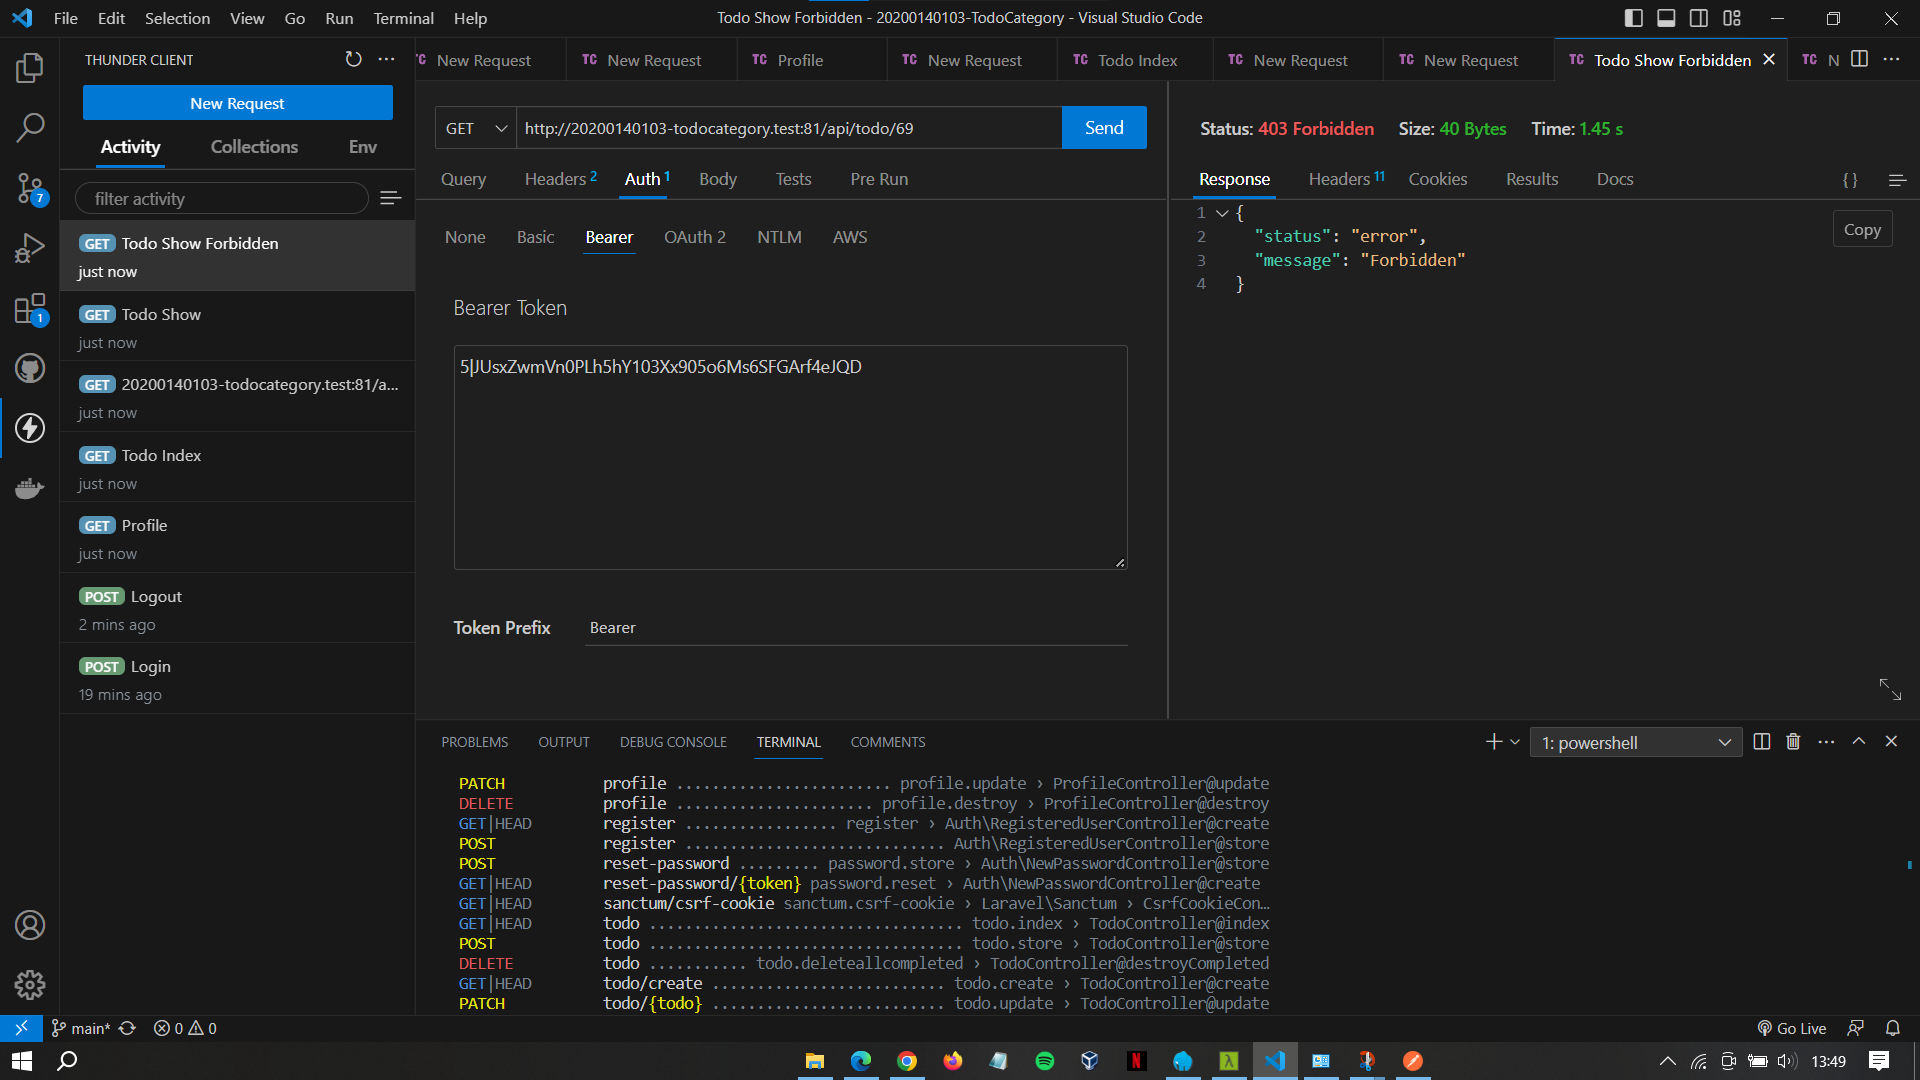 File Edit Selection View Go Run Terminal Help
Todo Show Forbidden - 20200140103-TodoCategory - Visual Studio Code
THUNDER CLIENT
New Request
Activity Collections Env
filter activity
GET Todo Show Forbidden
just now
GET Todo Show
just now
GET 20200140103-todocategory.test:81/a...
just now
GET Todo Index
just now
GET Profile
just now
POST Logout
2 mins ago
POST Login
19 mins ago
7
1
TC New Request TC New Request TC Profile TC New Request TC Todo Index TC New Request TC New Request TC Todo Show Forbidden TC N
GET http://20200140103-todocategory.test:81/api/todo/69 Send
Query Headers 2 Auth 1 Body Tests Pre Run
None Basic Bearer OAuth 2 NTLM AWS
Bearer Token
5|JUsxZwmVn0PLh5hY103Xx905o6Ms6SFGArf4eJQD
Token Prefix Bearer
Status: 403 Forbidden Size: 40 Bytes Time: 1.45 s
Response Headers 11 Cookies Results Docs { }
Copy
1 {
2 "status": "error",
3 "message": "Forbidden"
4 }
PROBLEMS OUTPUT DEBUG CONSOLE TERMINAL COMMENTS
1: powershell
PATCH profile ........................ profile.update › ProfileController@update
DELETE profile ...................... profile.destroy › ProfileController@destroy
GET|HEAD register ................. register › Auth\RegisteredUserController@create
POST register ............................. Auth\RegisteredUserController@store
POST reset-password ......... password.store › Auth\NewPasswordController@store
GET|HEAD reset-password/{token} password.reset › Auth\NewPasswordController@create
GET|HEAD sanctum/csrf-cookie sanctum.csrf-cookie › Laravel\Sanctum › CsrfCookieCon…
GET|HEAD todo ................................... todo.index › TodoController@index
POST todo ................................... todo.store › TodoController@store
DELETE todo ........... todo.deleteallcompleted › TodoController@destroyCompleted
GET|HEAD todo/create .......................... todo.create › TodoController@create
PATCH todo/{todo} .......................... todo.update › TodoController@update
main* 0 0
Go Live
13:49